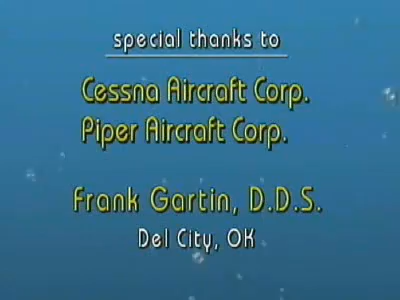 special thanks to
Cessna Aircraft Corp.
Piper Aircraft Corp.
Frank Gartin, D.D.S.
Del City, OK